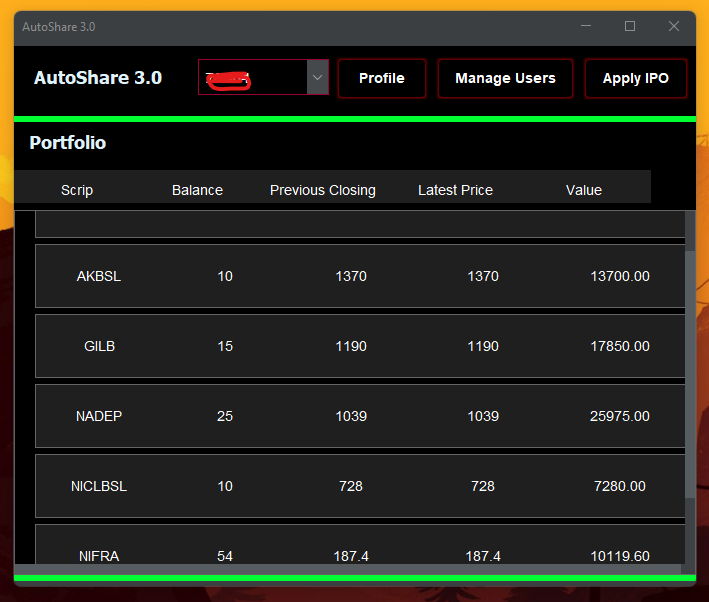 AutoShare 3.0
AutoShare 3.0 Profile Manage Users Apply IPO
Portfolio
Scrip Balance Previous Closing Latest Price Value
AKBSL 10 1370 1370 13700.00
GILB 15 1190 1190 17850.00
NADEP 25 1039 1039 25975.00
NICLBSL 10 728 728 7280.00
NIFRA 54 187.4 187.4 10119.60